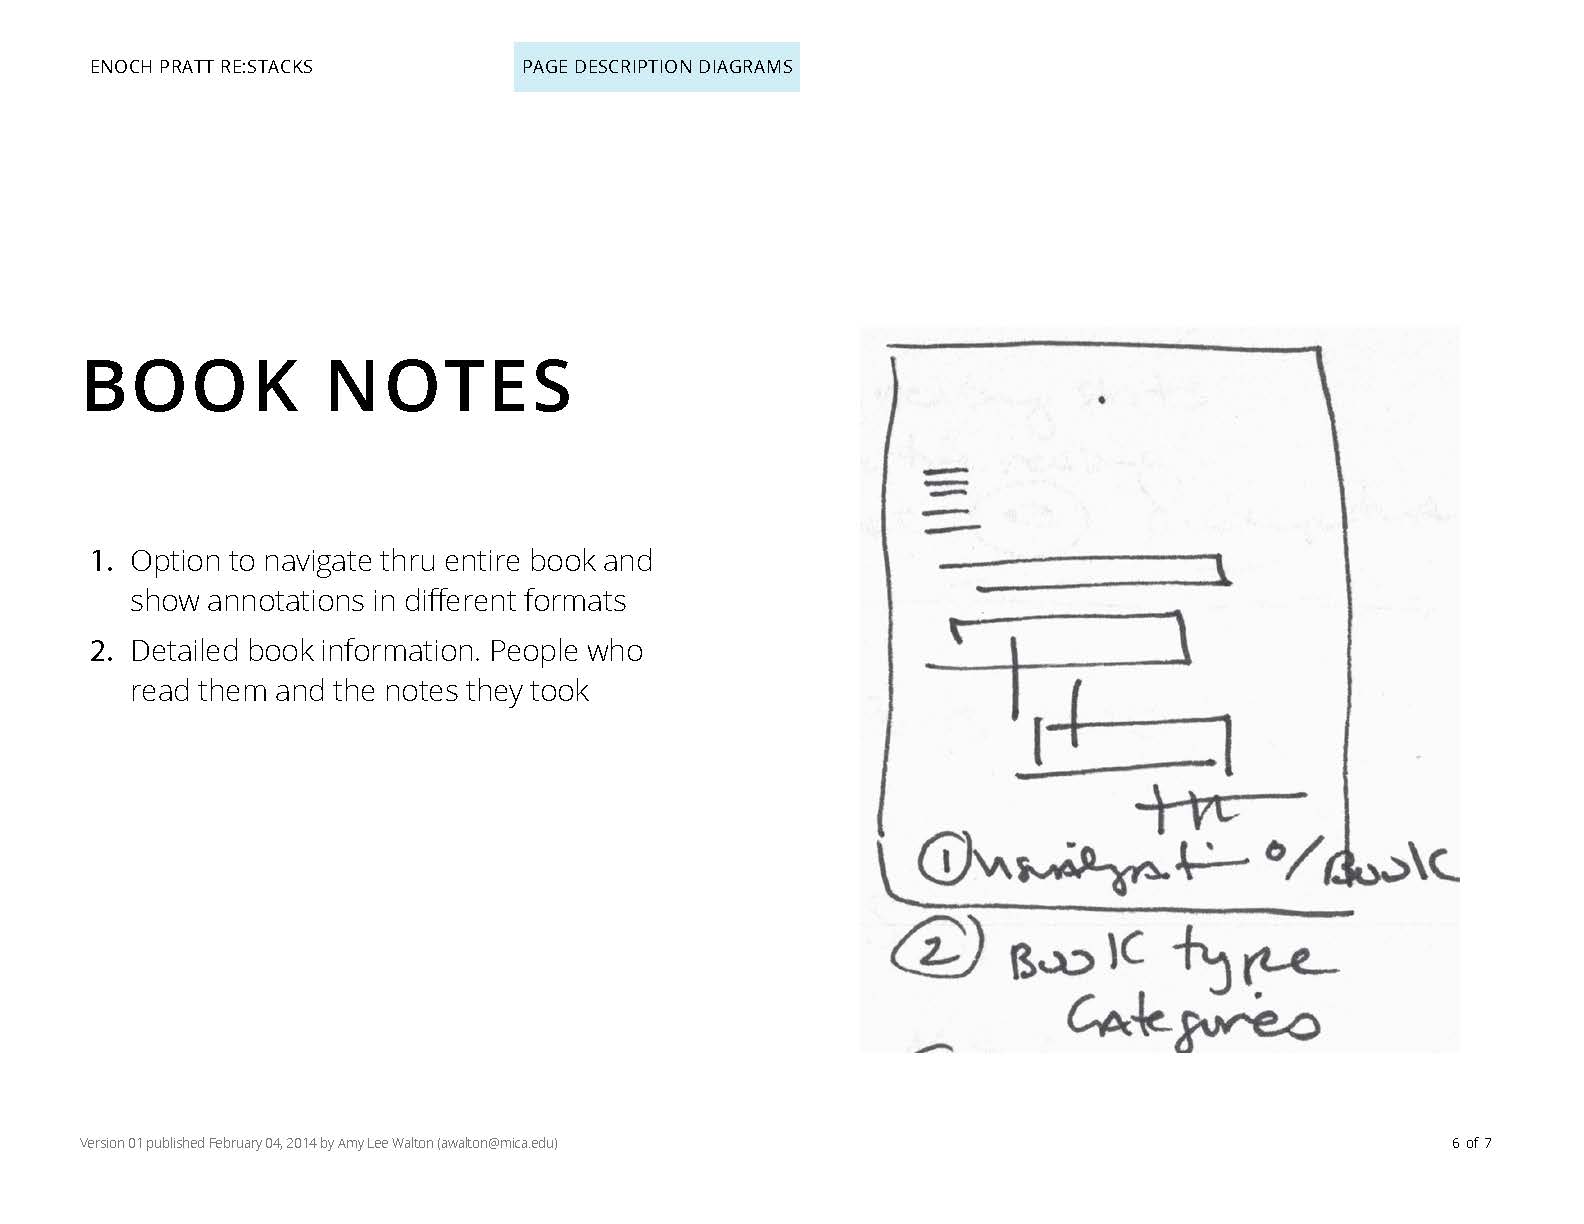 ENOCH PRATT RE:STACKS
PAGE DESCRIPTION DIAGRAMS
BOOK NOTES
1. Option to navigate thru entire book and
show annotations in different formats
2. Detailed book information. People who
read them and the notes they took
1 navigati o/Book
2 Book type
Categories
Version 01 published February 04, 2014 by Amy Lee Walton (awalton@mica.edu)
6 of 7